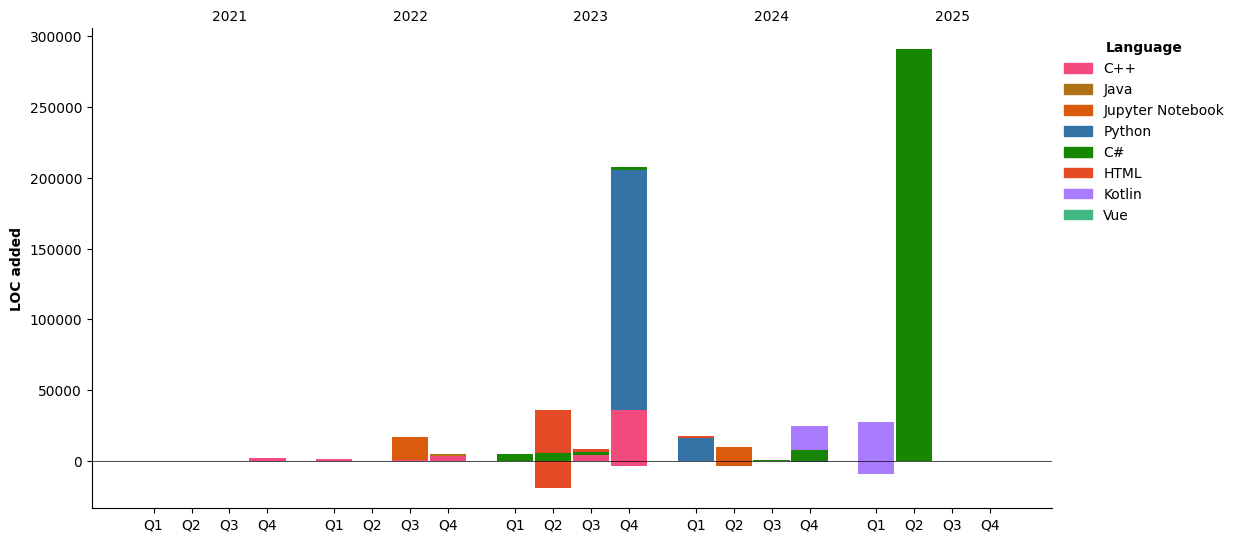 2021 2022 2023 2024 2025
300000
250000
200000
150000
100000
50000
0
LOC added
Q1 Q2 Q3 Q4 Q1 Q2 Q3 Q4 Q1 Q2 Q3 Q4 Q1 Q2 Q3 Q4 Q1 Q2 Q3 Q4
Language
C++
Java
Jupyter Notebook
Python
C#
HTML
Kotlin
Vue